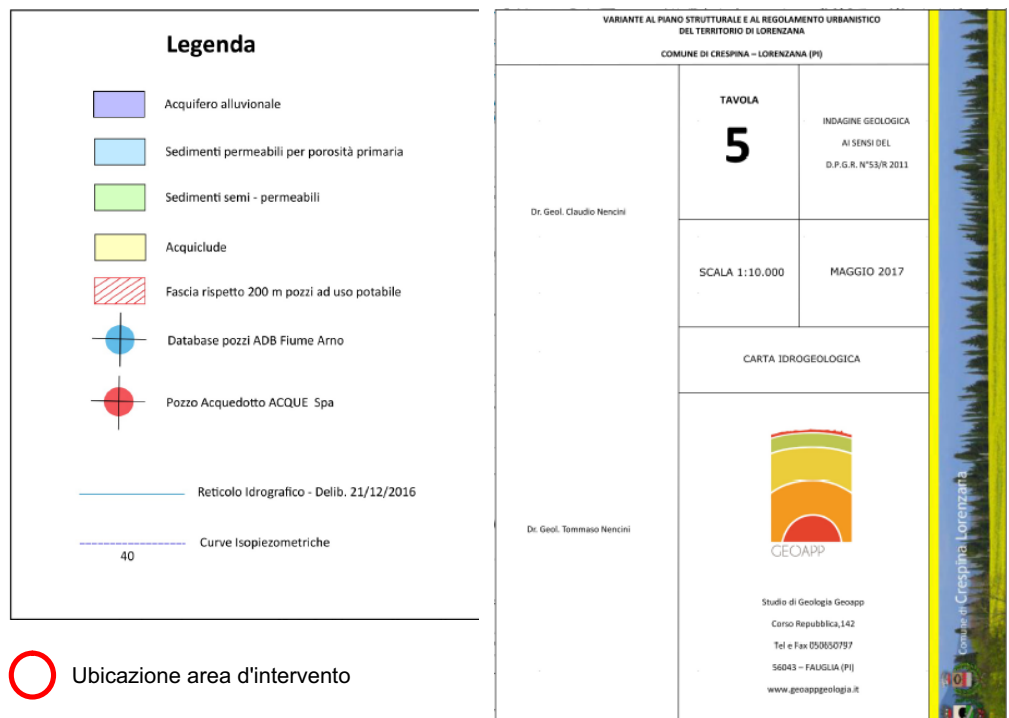 Legenda
Acquifero alluvionale
Sedimenti permeabili per porosità primaria
Sedimenti semi - permeabili
Acquiclude
Fascia rispetto 200 m pozzi ad uso potabile
Database pozzi ADB Fiume Arno
Pozzo Acquedotto ACQUE Spa
Reticolo Idrografico - Delib. 21/12/2016
Curve Isopiezometriche
40
Ubicazione area d'intervento
VARIANTE AL PIANO STRUTTURALE E AL REGOLAMENTO URBANISTICO
DEL TERRITORIO DI LORENZANA
COMUNE DI CRESPINA – LORENZANA (PI)
Dr. Geol. Claudio Nencini
Dr. Geol. Tommaso Nencini
TAVOLA
5
INDAGINE GEOLOGICA
AI SENSI DEL
D.P.G.R. N°53/R 2011
SCALA 1:10.000
MAGGIO 2017
CARTA IDROGEOLOGICA
GEOAPP
Studio di Geologia Geoapp
Corso Repubblica,142
Tel e Fax 050650797
56043 – FAUGLIA (PI)
www.geoappgeologia.it
Comune di Crespina Lorenzana